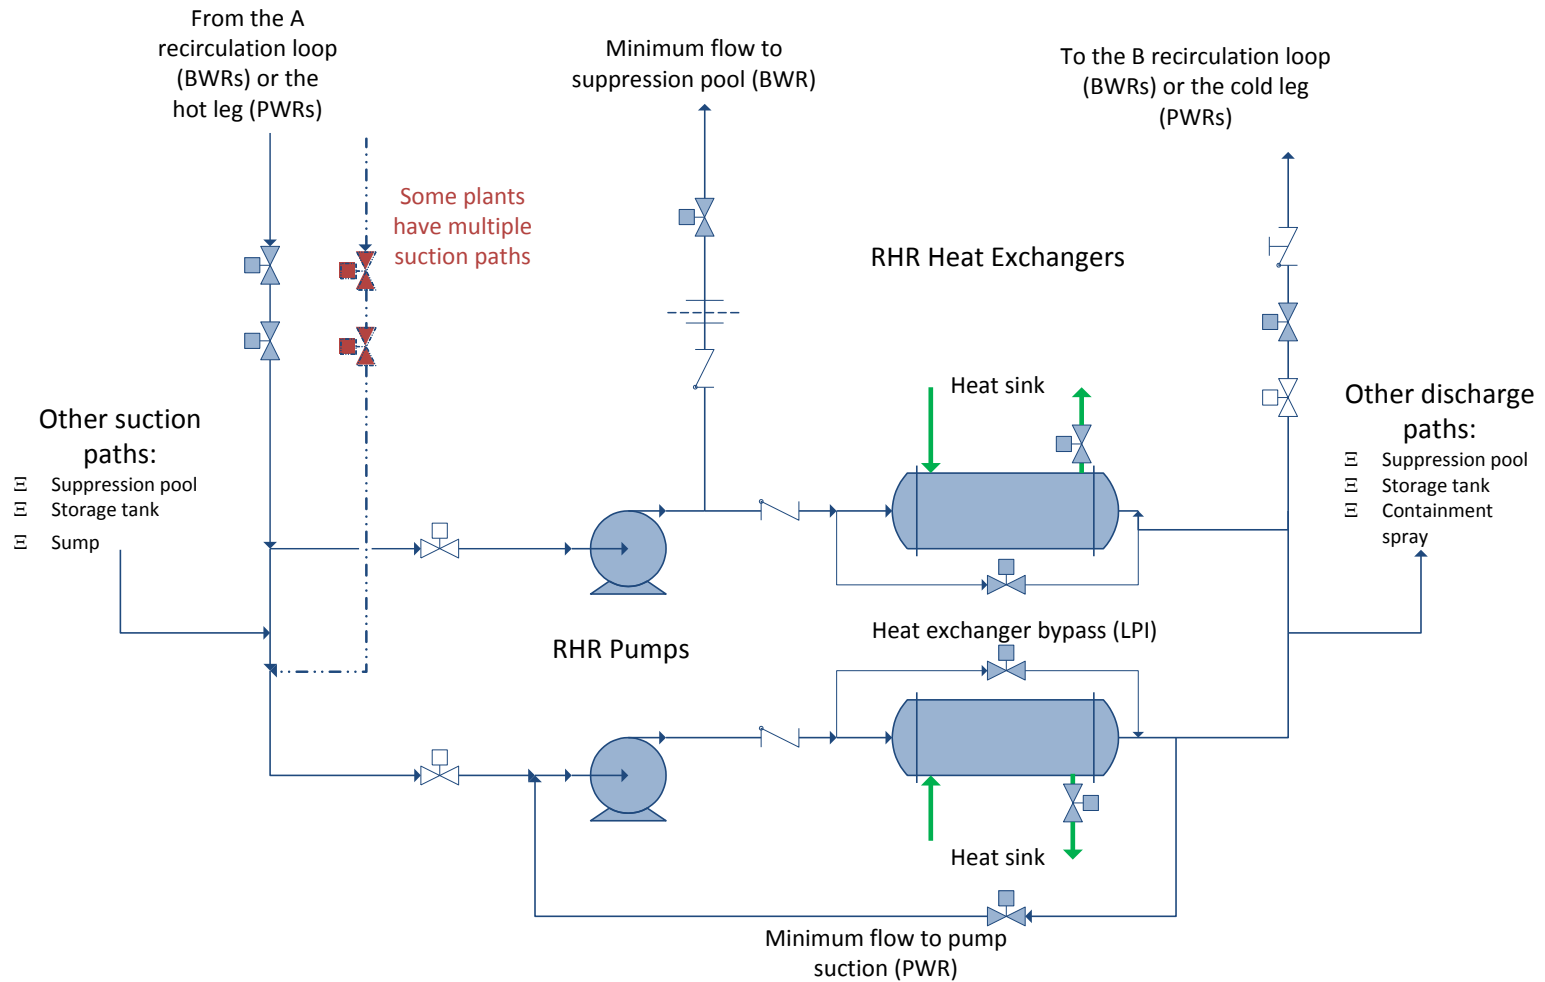 From the A
recirculation loop
(BWRs) or the
hot leg (PWRs)
Minimum flow to
suppression pool (BWR)
To the B recirculation loop
(BWRs) or the cold leg
(PWRs)
Some plants
have multiple
suction paths
RHR Heat Exchangers
Heat sink
Other suction
paths:
Ξ Suppression pool
Ξ Storage tank
Ξ Sump
Other discharge
paths:
Ξ Suppression pool
Ξ Storage tank
Ξ Containment
spray
RHR Pumps
Heat exchanger bypass (LPI)
Heat sink
Minimum flow to pump
suction (PWR)